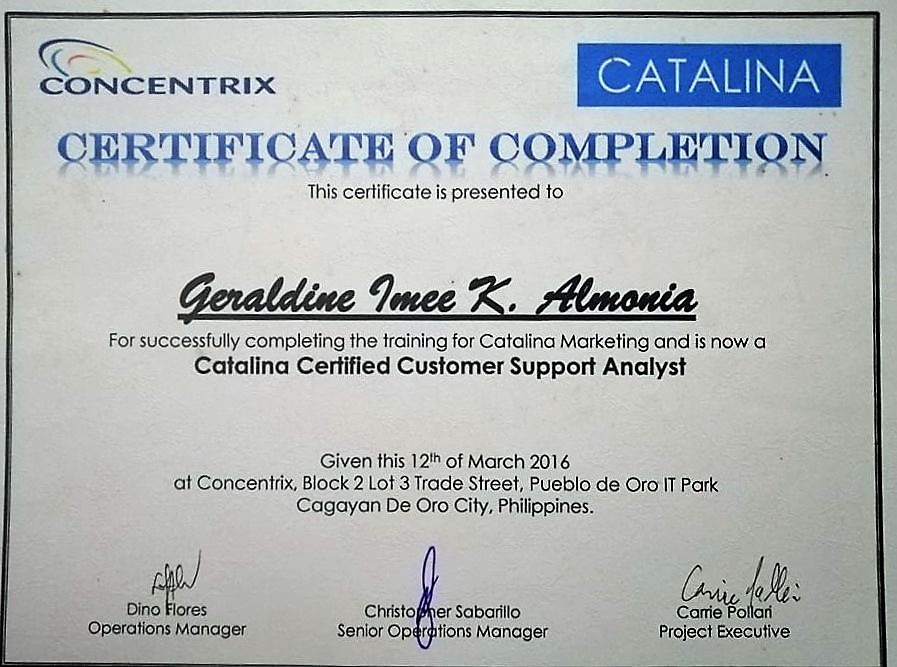 CONCENTRIX
CATALINA
CERTIFICATE OF COMPLETION
This certificate is presented to
Geraldine Imee K. Almonia
For successfully completing the training for Catalina Marketing and is now a
Catalina Certified Customer Support Analyst
Given this 12th of March 2016
at Concentrix, Block 2 Lot 3 Trade Street, Pueblo de Oro IT Park
Cagayan De Oro City, Philippines.
Carrie Pollari
Dino Flores
Christopher Sabarillo
Carrie Pollari
Operations Manager
Senior Operations Manager
Project Executive